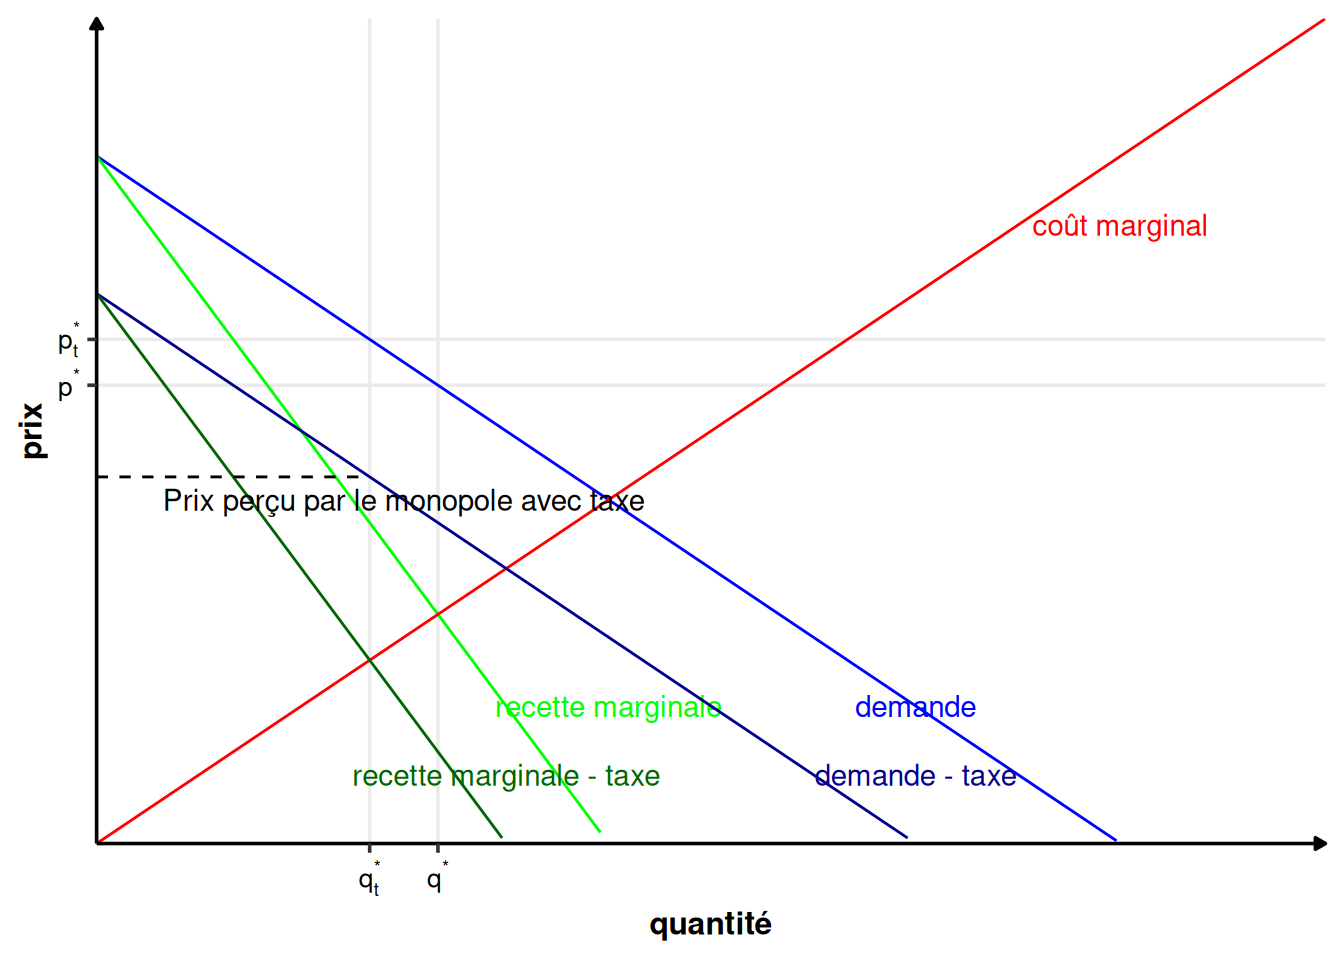 coût marginal
p*t
p*
prix
Prix perçu par le monopole avec taxe
recette marginale
demande
recette marginale - taxe
demande - taxe
q*t
q*
quantité